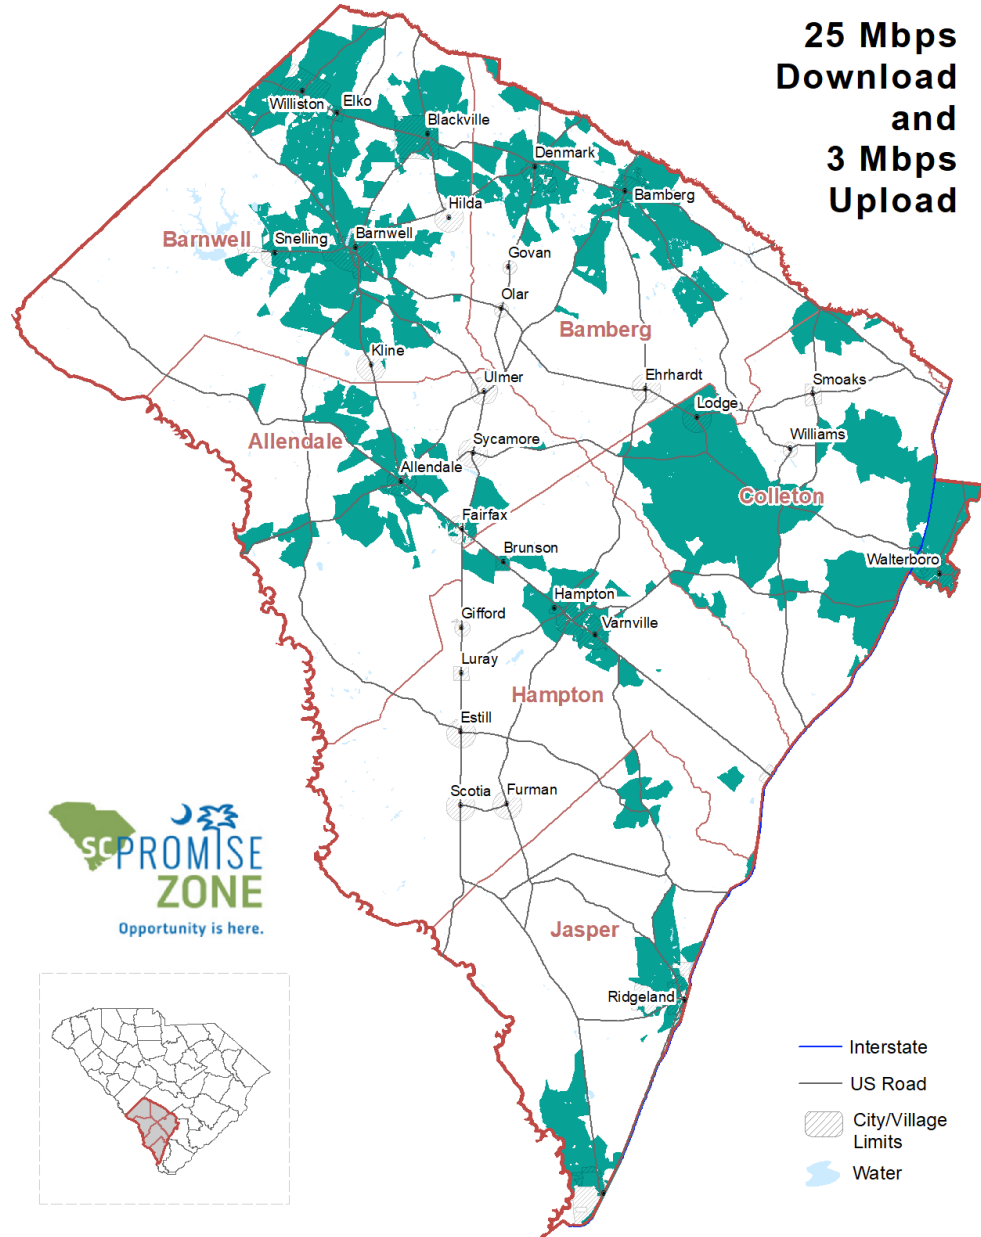 25 Mbps
Download
and
3 Mbps
Upload
Williston
Elko
Blackville
Denmark
Bamberg
Hilda
Barnwell
Snelling
Barnwell
Govan
Olar
Bamberg
Kline
Ulmer
Ehrhardt
Smoaks
Lodge
Williams
Allendale
Sycamore
Allendale
Colleton
Fairfax
Brunson
Walterboro
Hampton
Gifford
Varnville
Luray
Hampton
Estill
Scotia
Furman
SC PROMISE
ZONE
Opportunity is here.
Jasper
Ridgeland
Interstate
US Road
City/Village
Limits
Water